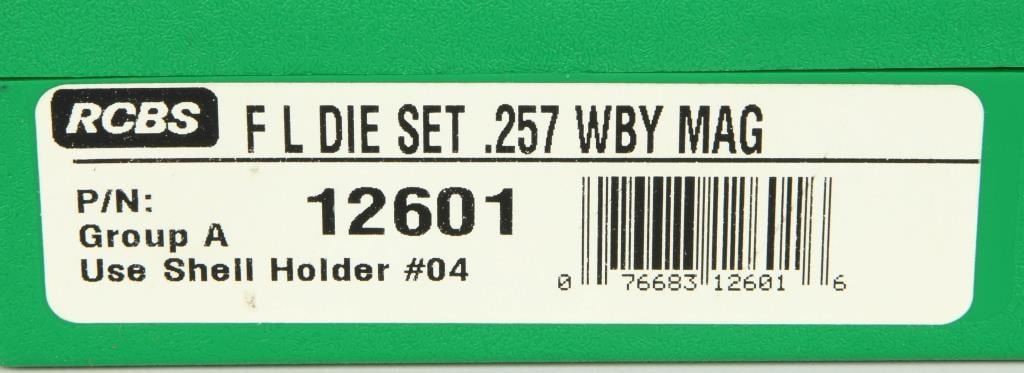 RCBS F L DIE SET .257 WBY MAG
P/N: 12601
Group A
Use Shell Holder #04
0 76683 12601 6